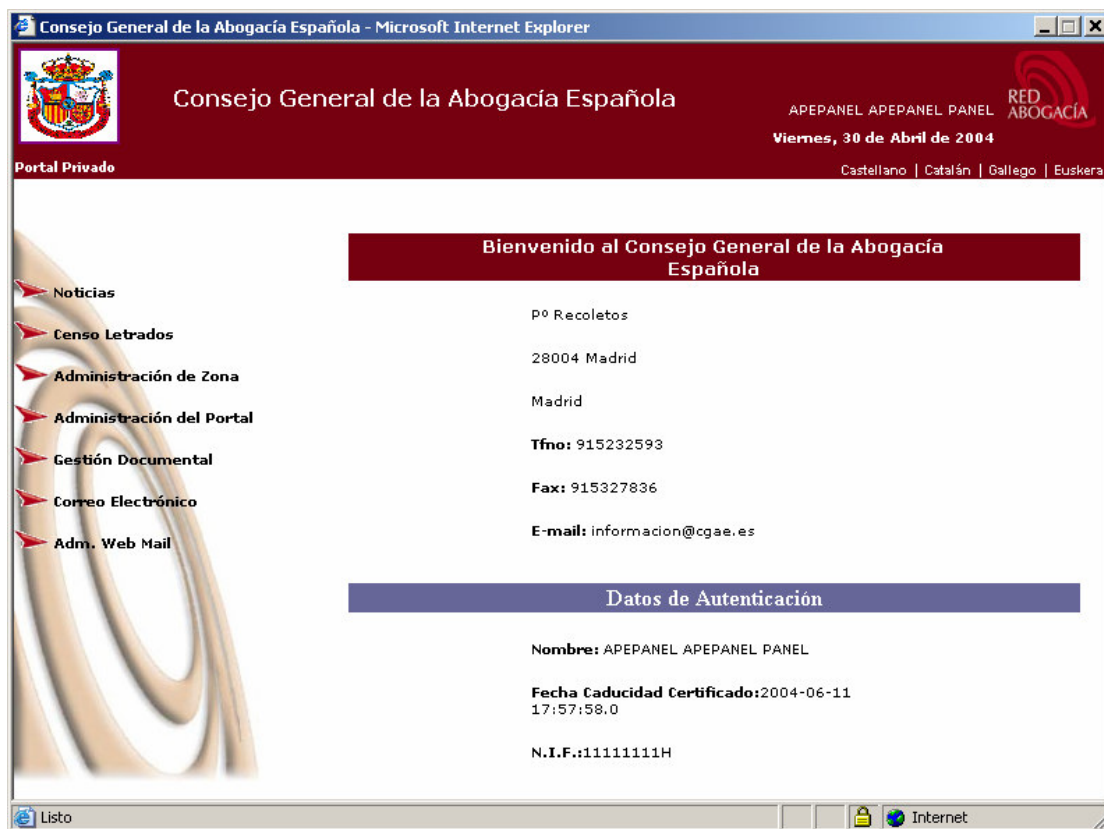 Consejo General de la Abogacía Española - Microsoft Internet Explorer
Consejo General de la Abogacía Española
APEPANEL APEPANEL PANEL
RED
ABOGACÍA
Viernes, 30 de Abril de 2004
Portal Privado
Castellano | Catalán | Gallego | Euskera
Bienvenido al Consejo General de la Abogacía
Española
Noticias
Censo Letrados
Administración de Zona
Administración del Portal
Gestión Documental
Correo Electrónico
Adm. Web Mail
Pº Recoletos
28004 Madrid
Madrid
Tfno: 915232593
Fax: 915327836
E-mail: informacion@cgae.es
Datos de Autenticación
Nombre: APEPANEL APEPANEL PANEL
Fecha Caducidad Certificado:2004-06-11
17:57:58.0
N.I.F.:11111111H
Listo
Internet